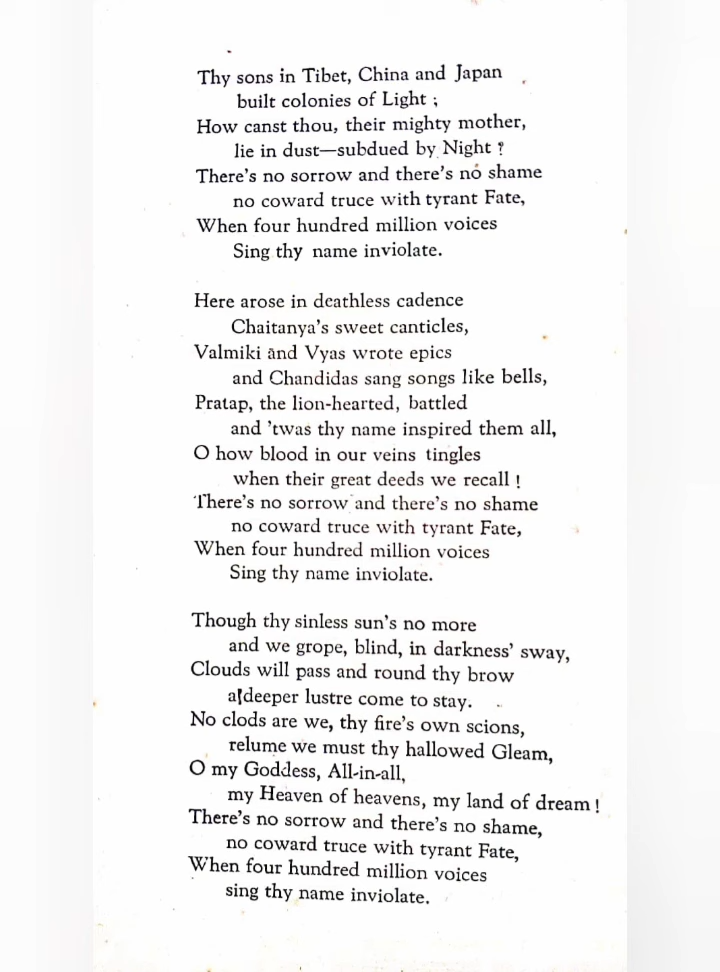 Thy sons in Tibet, China and Japan
built colonies of Light ;
How canst thou, their mighty mother,
lie in dust—subdued by Night ?
There's no sorrow and there's no shame
no coward truce with tyrant Fate,
When four hundred million voices
Sing thy name inviolate.
Here arose in deathless cadence
Chaitanya's sweet canticles,
Valmiki and Vyas wrote epics
and Chandidas sang songs like bells,
Pratap, the lion-hearted, battled
and 'twas thy name inspired them all,
O how blood in our veins tingles
when their great deeds we recall !
There's no sorrow and there's no shame
no coward truce with tyrant Fate,
When four hundred million voices
Sing thy name inviolate.
Though thy sinless sun's no more
and we grope, blind, in darkness' sway,
Clouds will pass and round thy brow
a deeper lustre come to stay.
No clods are we, thy fire's own scions,
relume we must thy hallowed Gleam,
O my Goddess, All-in-all,
my Heaven of heavens, my land of dream !
There's no sorrow and there's no shame,
no coward truce with tyrant Fate,
When four hundred million voices
sing thy name inviolate.